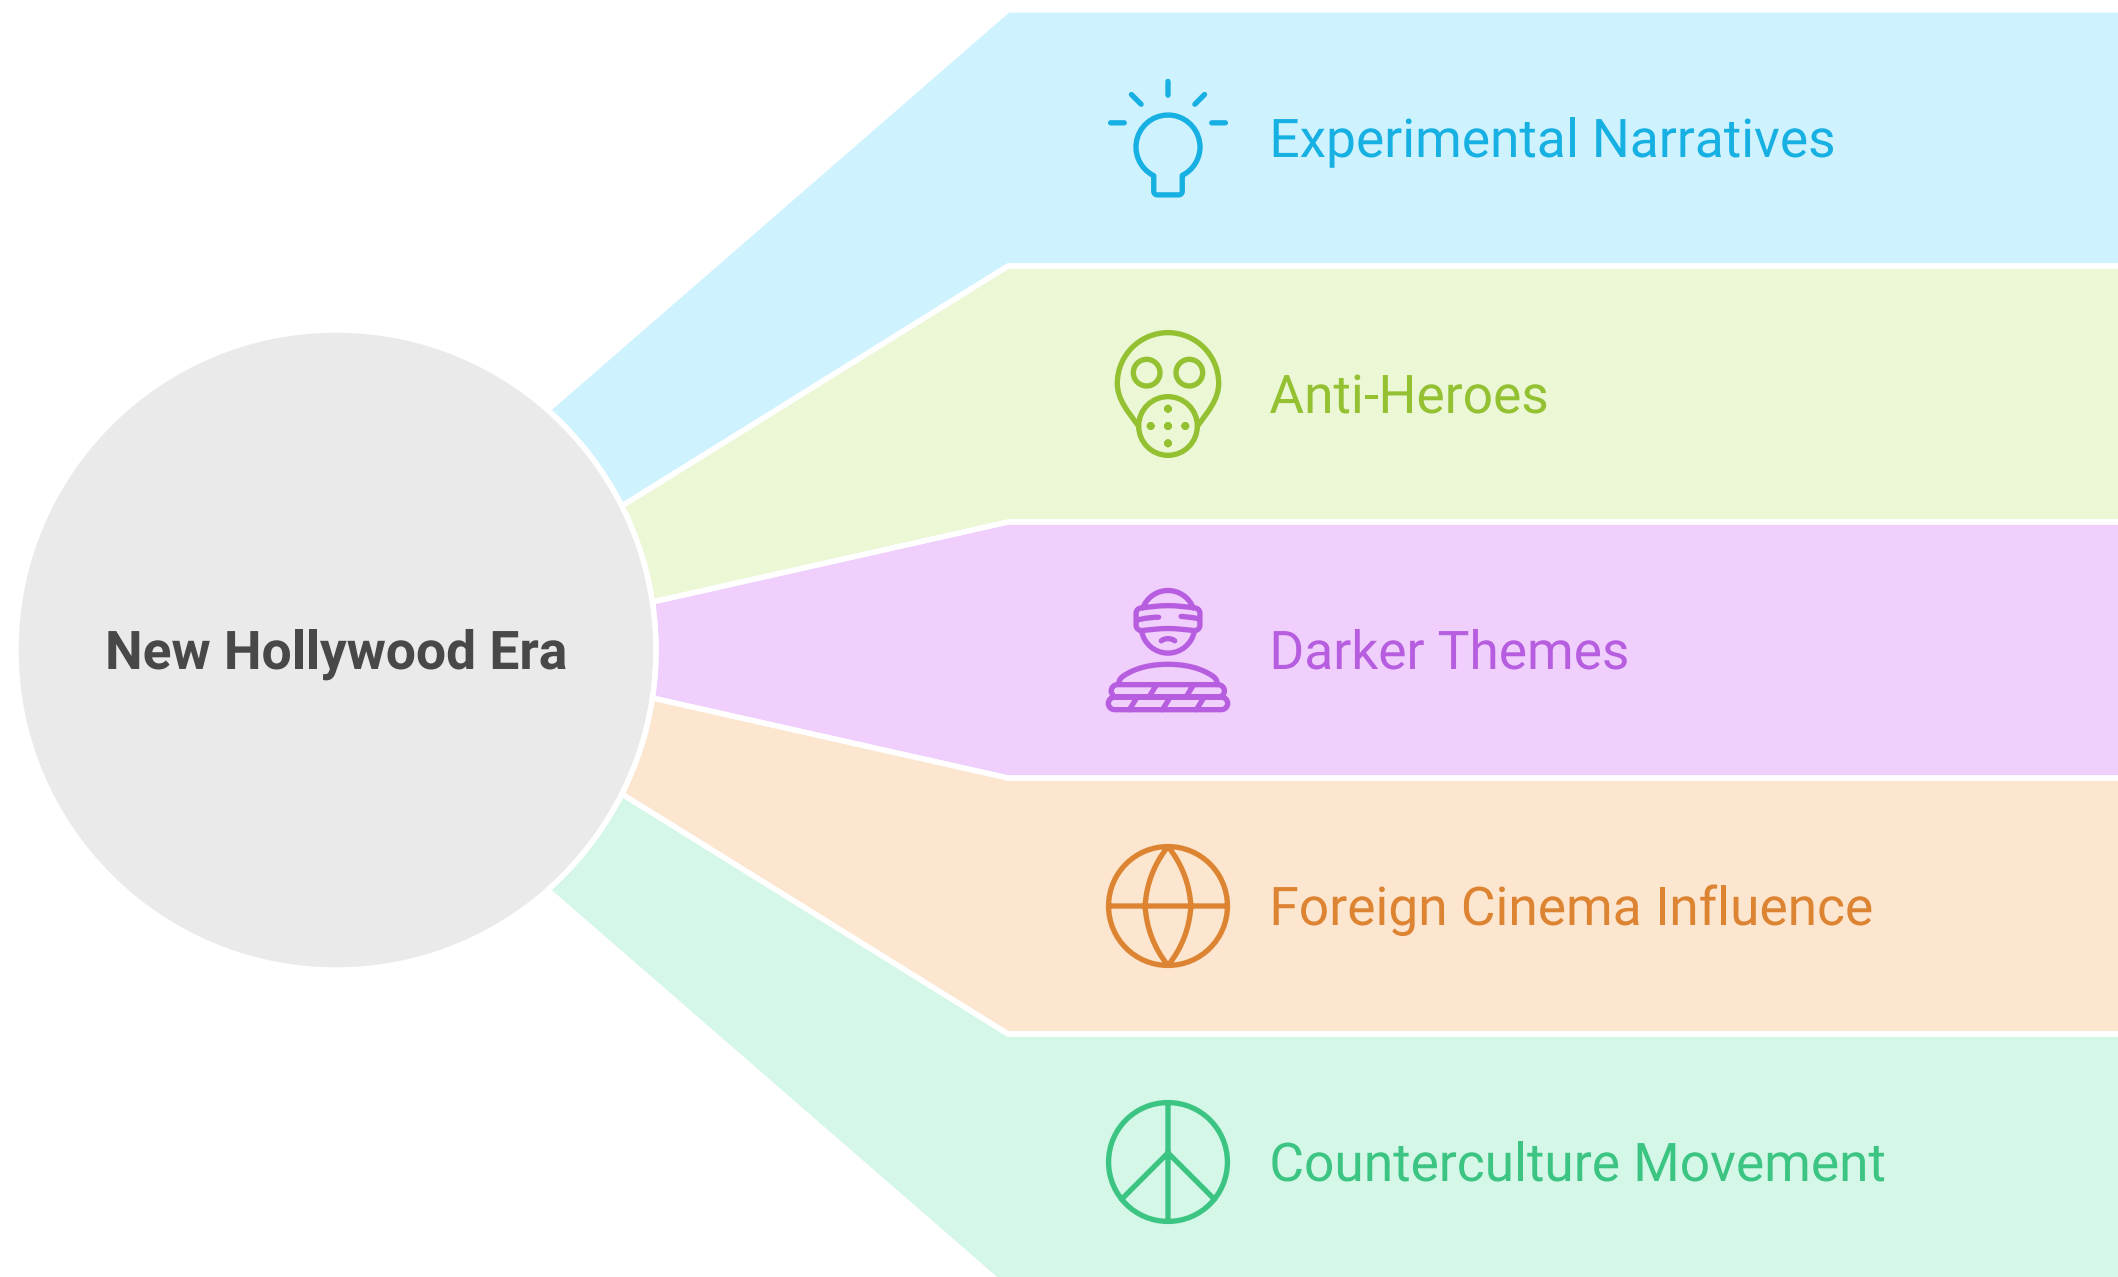 Experimental Narratives
Anti-Heroes
New Hollywood Era
Darker Themes
Foreign Cinema Influence
Counterculture Movement